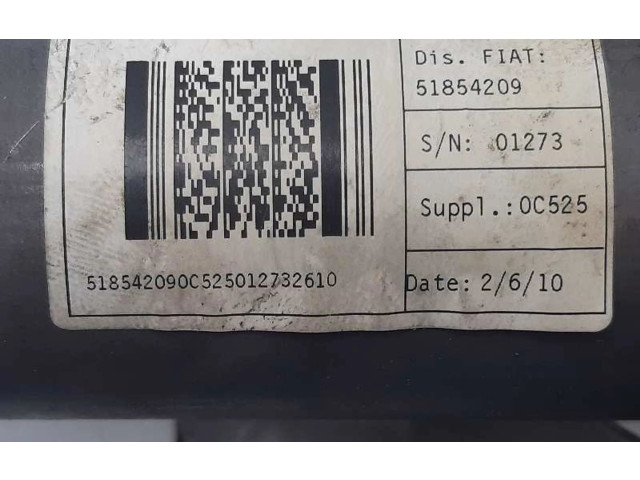 Dis. FIAT:
51854209
S/N: 01273
Suppl.:0C525
Date: 2/6/10
518542090C525012732610